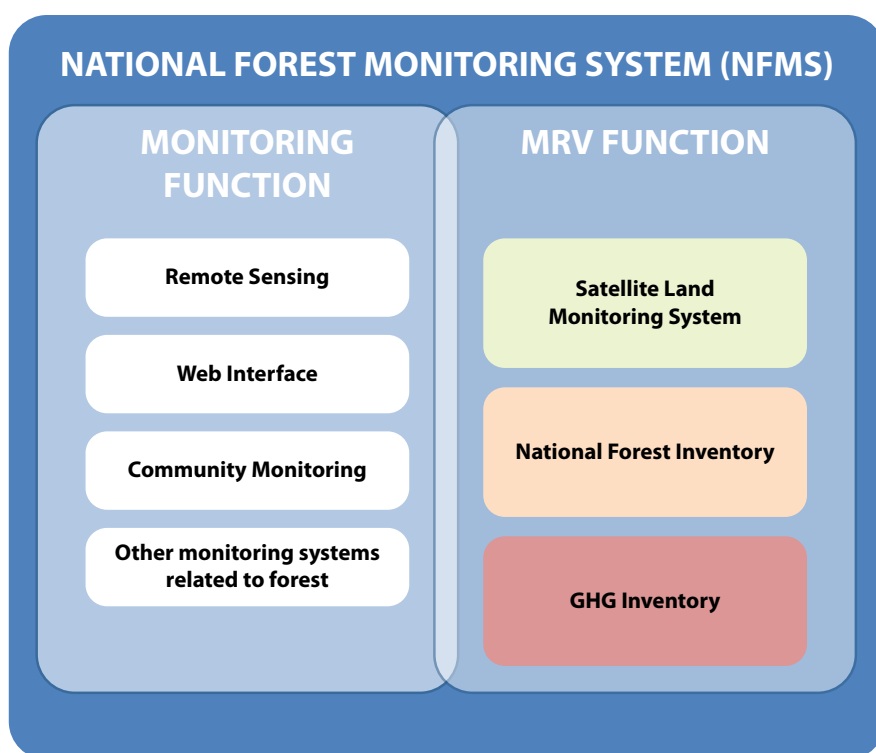 NATIONAL FOREST MONITORING SYSTEM (NFMS)
MONITORING
FUNCTION
Remote Sensing
Web Interface
Community Monitoring
Other monitoring systems
related to forest
MRV FUNCTION
Satellite Land
Monitoring System
National Forest Inventory
GHG Inventory